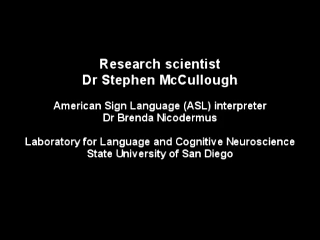 Research scientist
Dr Stephen McCullough
American Sign Language (ASL) interpreter
Dr Brenda Nicodermus
Laboratory for Language and Cognitive Neuroscience
State University of San Diego